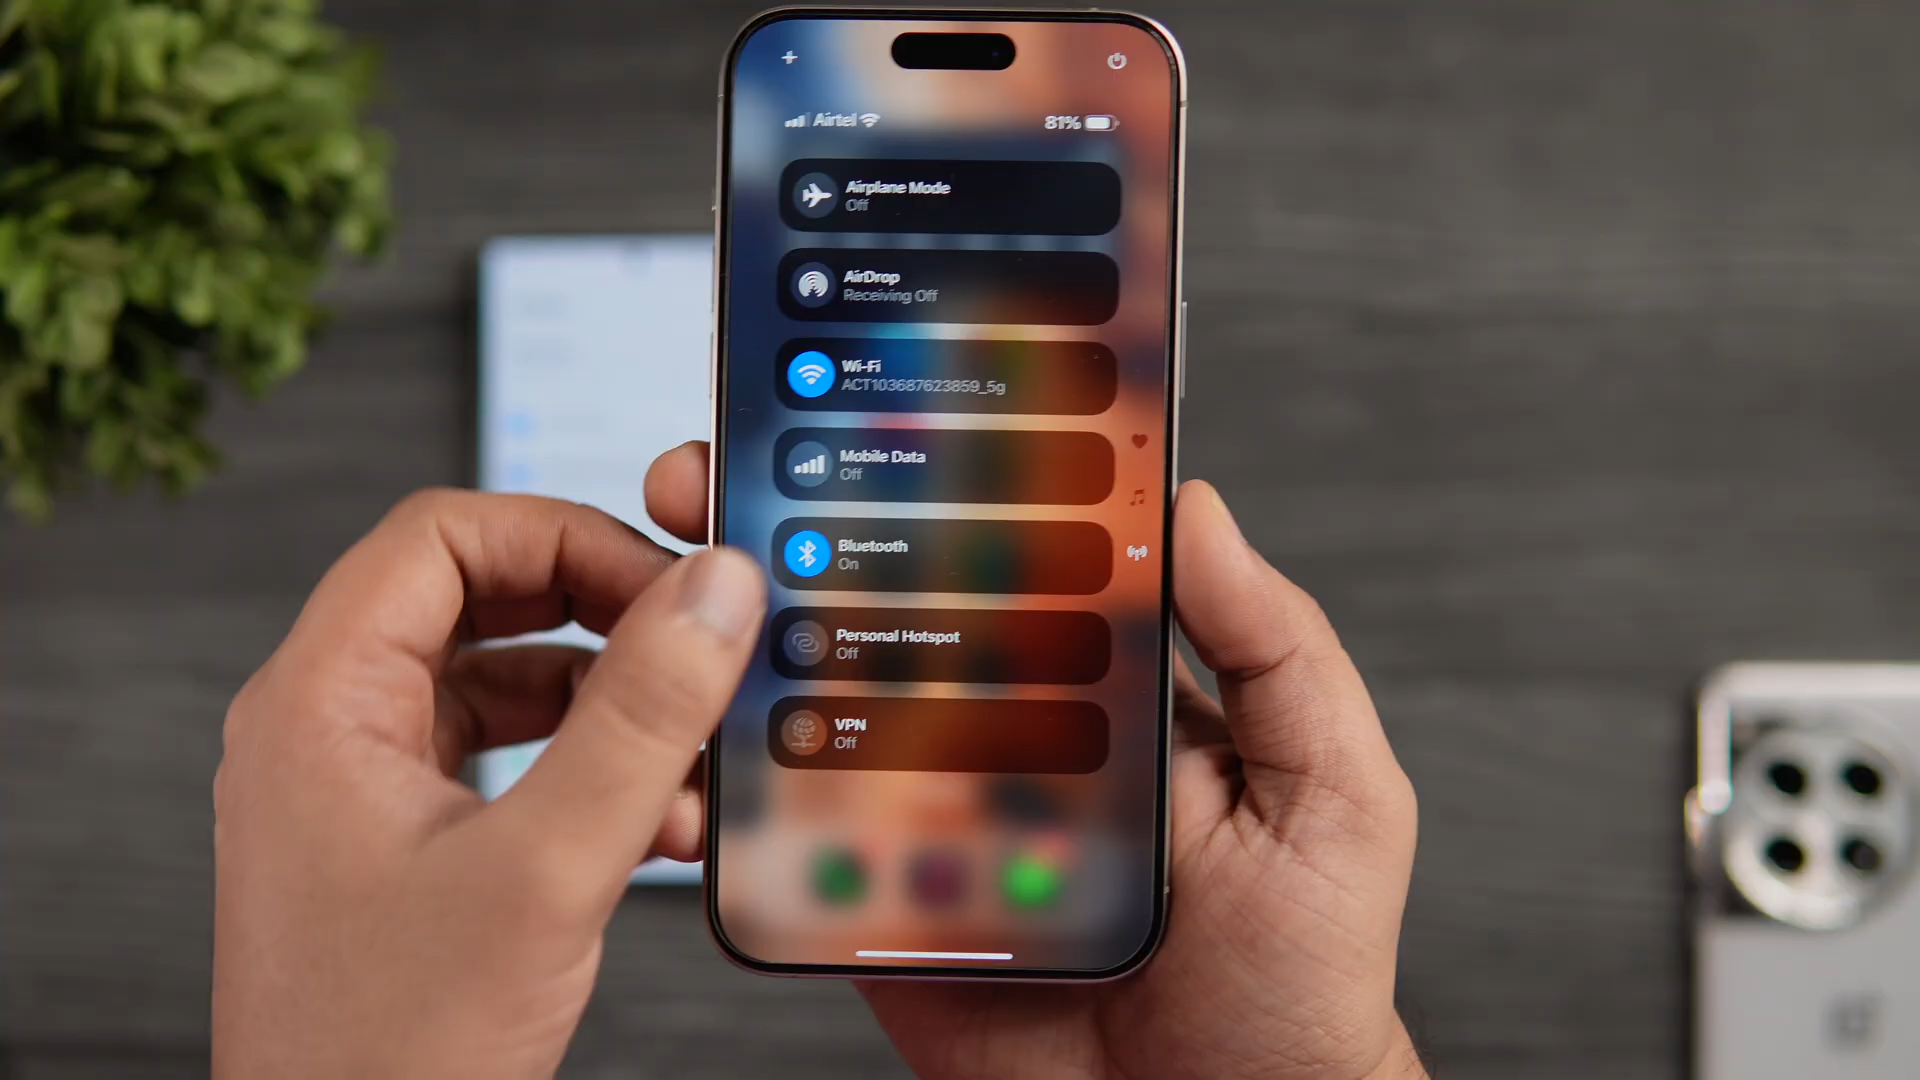 Airtel 81%
Airplane Mode
Off
AirDrop
Receiving Off
Wi-Fi
ACT103687623859_5g
Mobile Data
Off
Bluetooth
On
Personal Hotspot
Off
VPN
Off